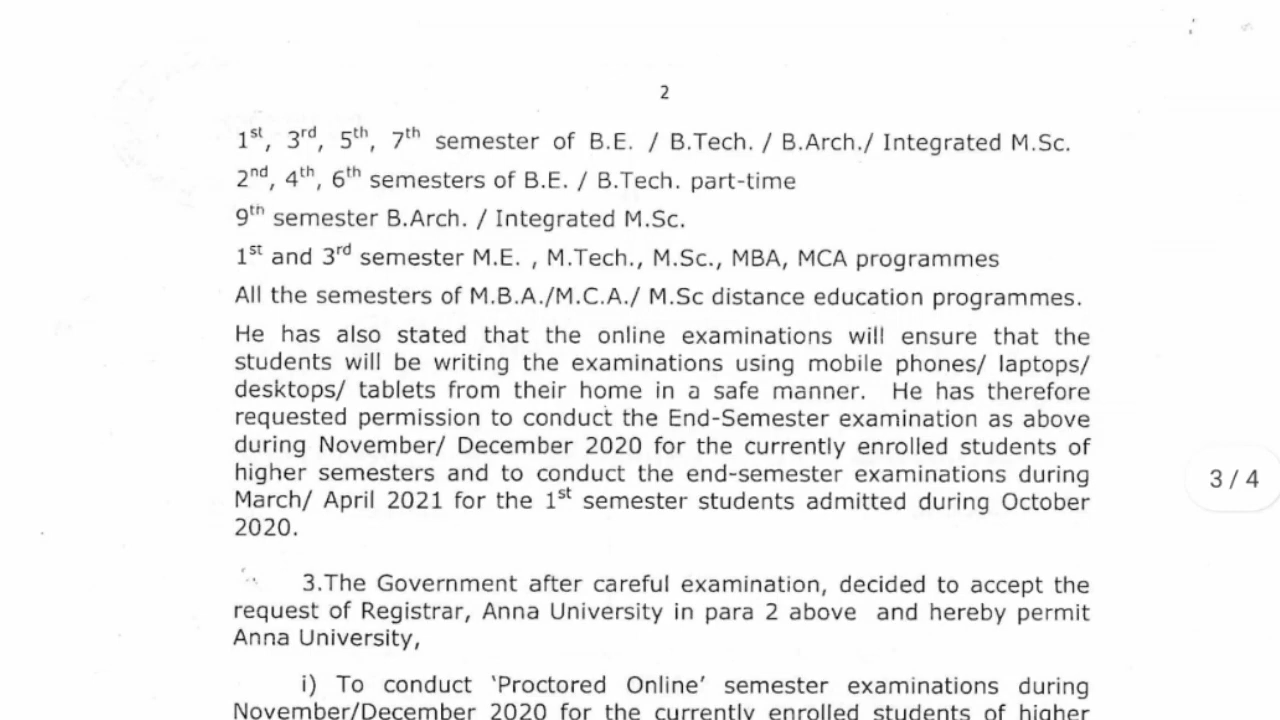 2
1st, 3rd, 5th, 7th semester of B.E. / B.Tech. / B.Arch./ Integrated M.Sc.
2nd, 4th, 6th semesters of B.E. / B.Tech. part-time
9th semester B.Arch. / Integrated M.Sc.
1st and 3rd semester M.E. , M.Tech., M.Sc., MBA, MCA programmes
All the semesters of M.B.A./M.C.A./ M.Sc distance education programmes.
He has also stated that the online examinations will ensure that the
students will be writing the examinations using mobile phones/ laptops/
desktops/ tablets from their home in a safe manner. He has therefore
requested permission to conduct the End-Semester examination as above
during November/ December 2020 for the currently enrolled students of
higher semesters and to conduct the end-semester examinations during
March/ April 2021 for the 1st semester students admitted during October
2020.
3 / 4
3.The Government after careful examination, decided to accept the
request of Registrar, Anna University in para 2 above and hereby permit
Anna University,
i) To conduct ‘Proctored Online’ semester examinations during
November/December 2020 for the currently enrolled students of higher